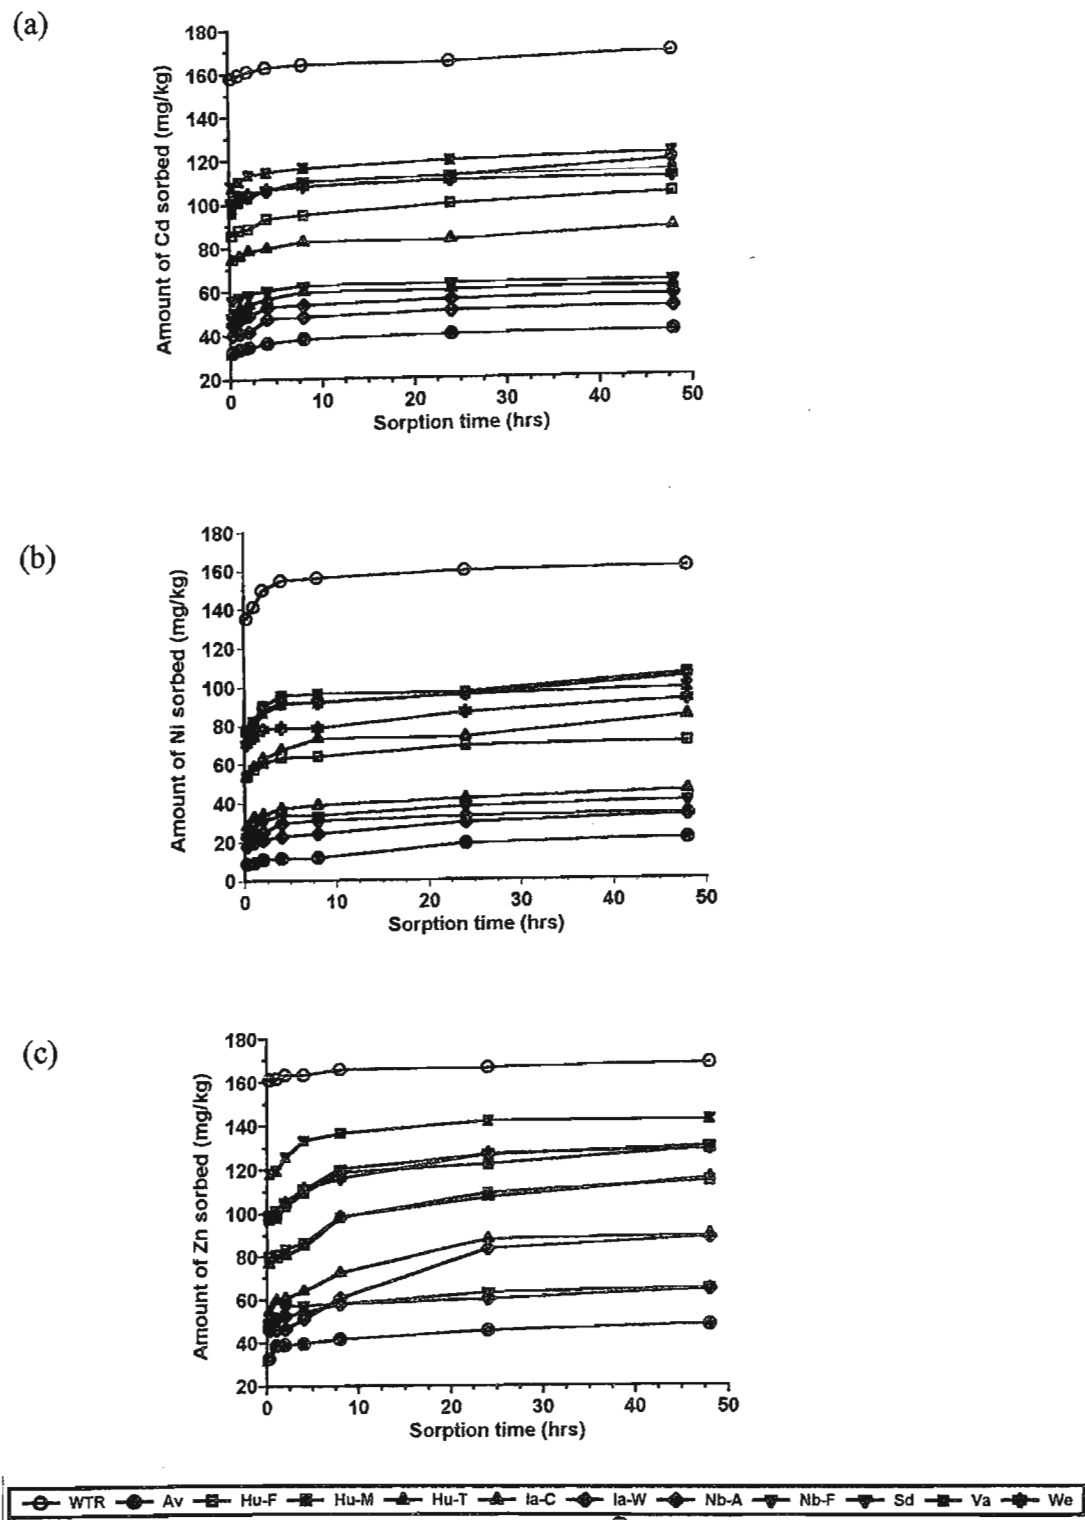 (a)
180
160
140
120
100
80
60
40
20
0 10 20 30 40 50
Amount of Cd sorbed (mg/kg)
Sorption time (hrs)
(b)
180
160
140
120
100
80
60
40
20
0
0 10 20 30 40 50
Amount of Ni sorbed (mg/kg)
Sorption time (hrs)
(c)
180
160
140
120
100
80
60
40
20
0 10 20 30 40 50
Amount of Zn sorbed (mg/kg)
Sorption time (hrs)
WTR Av Hu-F Hu-M Hu-T Ia-C Ia-W Nb-A Nb-F Sd Va We